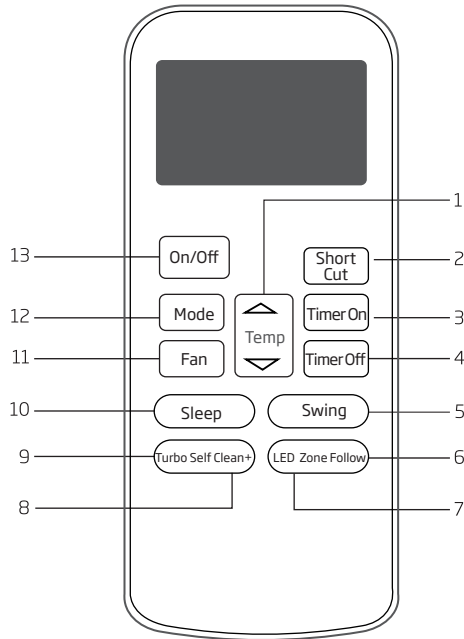 1
13
On/Off
Short
Cut
2
12
Mode
Temp
Timer On
3
11
Fan
Timer Off
4
10
Sleep
Swing
5
9
Turbo Self Clean+
LED Zone Follow
6
8
7